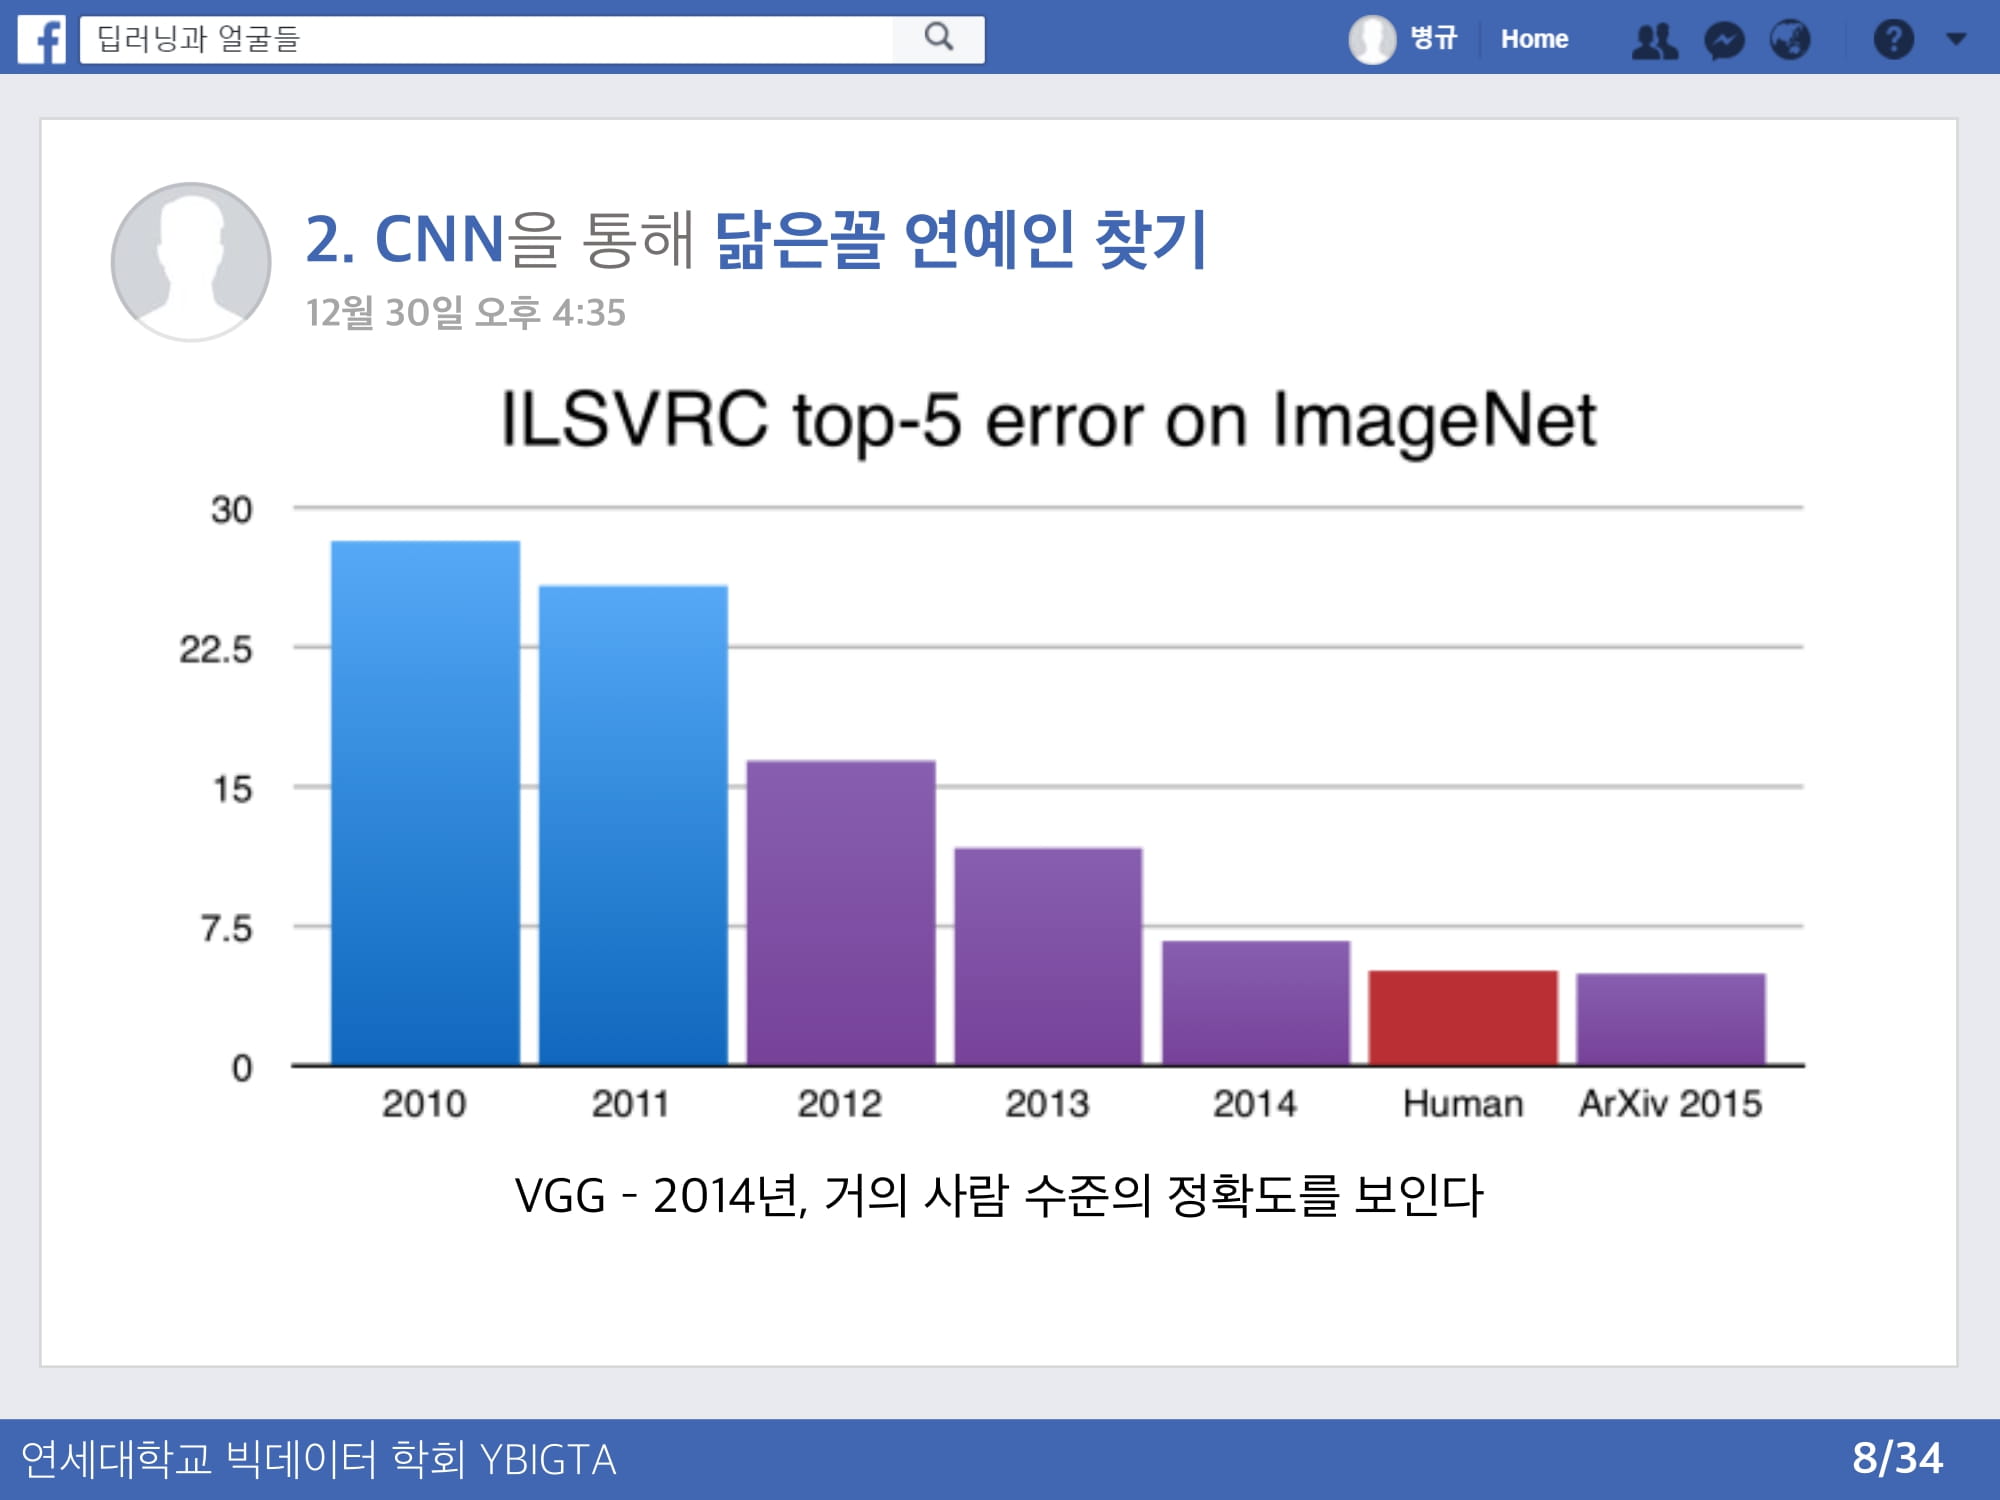 f 딥러닝과 얼굴들 병규 Home ?
2. CNN을 통해 닮은꼴 연예인 찾기
12월 30일 오후 4:35
ILSVRC top-5 error on ImageNet
30
22.5
15
7.5
0
2010 2011 2012 2013 2014 Human ArXiv 2015
VGG - 2014년, 거의 사람 수준의 정확도를 보인다
연세대학교 빅데이터 학회 YBIGTA 8/34